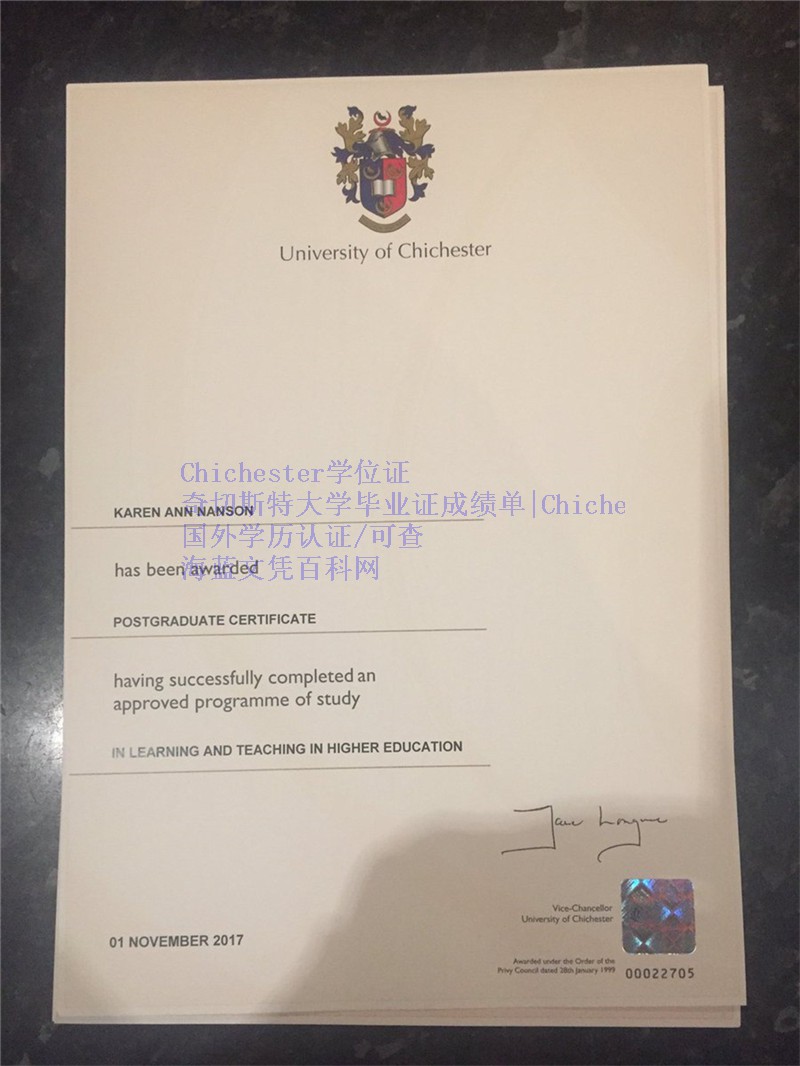 University of Chichester
Chichester学位证
奇切斯特大学毕业证成绩单|Chiche
KAREN ANN NANSON
国外学历认证/可查
has been awarded
海蓝文凭百科网
POSTGRADUATE CERTIFICATE
having successfully completed an
approved programme of study
IN LEARNING AND TEACHING IN HIGHER EDUCATION
Vice-Chancellor
University of Chichester
01 NOVEMBER 2017
Awarded under the Order of the
Privy Council dated 28th January 1999
00022705